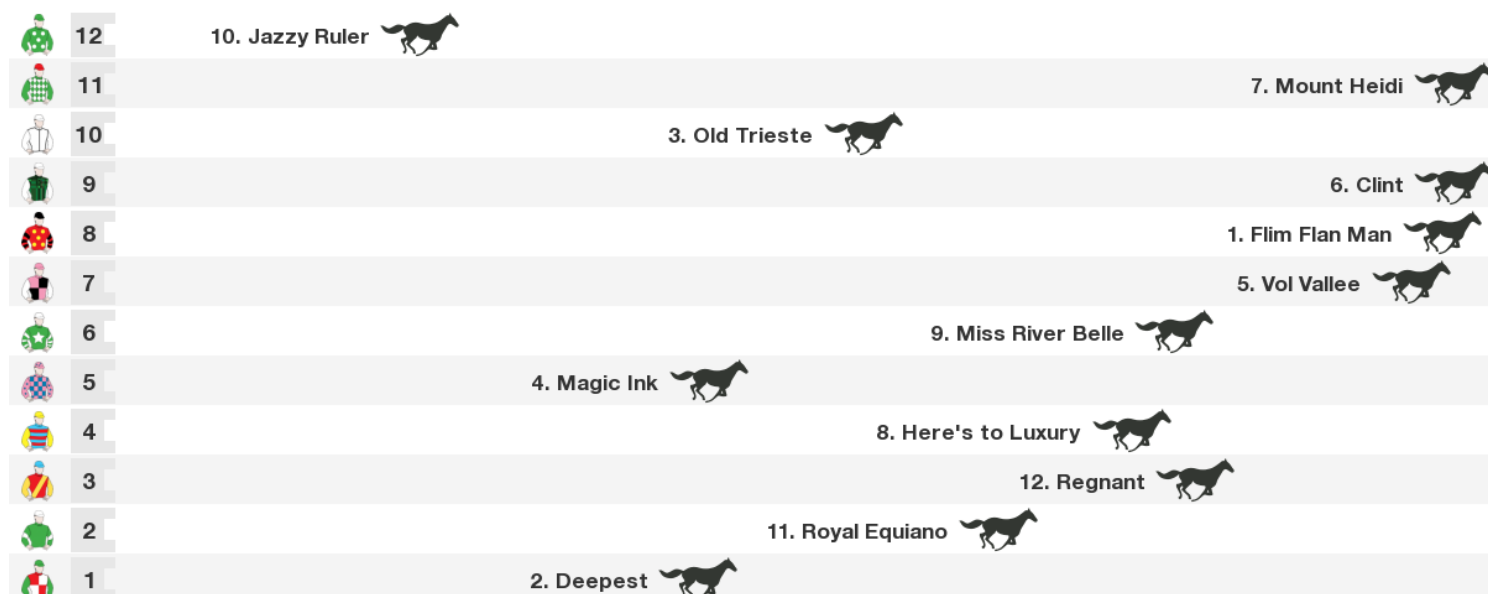 12 10. Jazzy Ruler
11 7. Mount Heidi
10 3. Old Trieste
9 6. Clint
8 1. Flim Flan Man
7 5. Vol Vallee
6 9. Miss River Belle
5 4. Magic Ink
4 8. Here's to Luxury
3 12. Regnant
2 11. Royal Equiano
1 2. Deepest